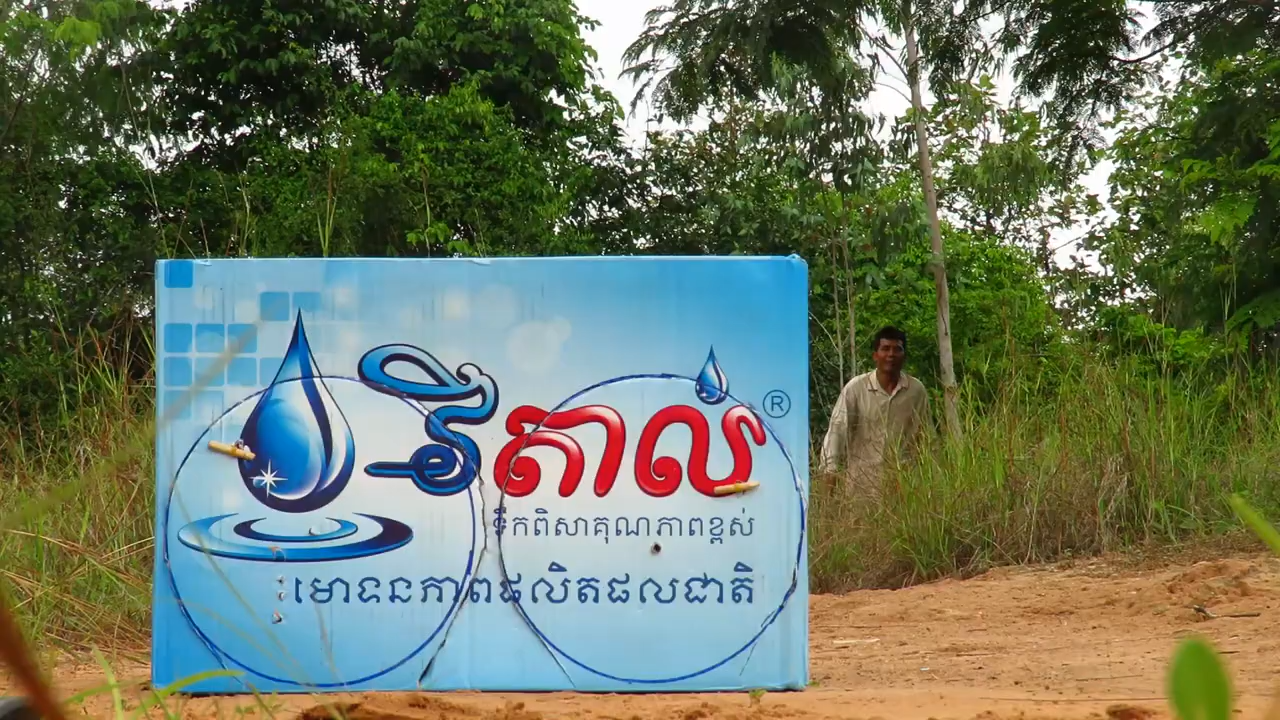 វីតាល់ ®
ទឹកពិសាគុណភាពខ្ពស់
មោទនភាពផលិតផលជាតិ